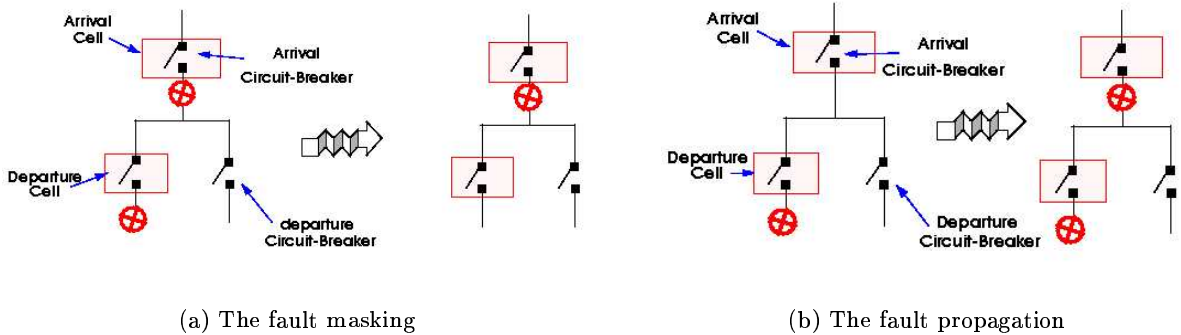 Arrival
Cell
Arrival
Circuit-Breaker
Departure
Cell
departure
Circuit-Breaker
(a) The fault masking
Arrival
Cell
Arrival
Circuit-Breaker
Departure
Cell
Departure
Circuit-Breaker
(b) The fault propagation